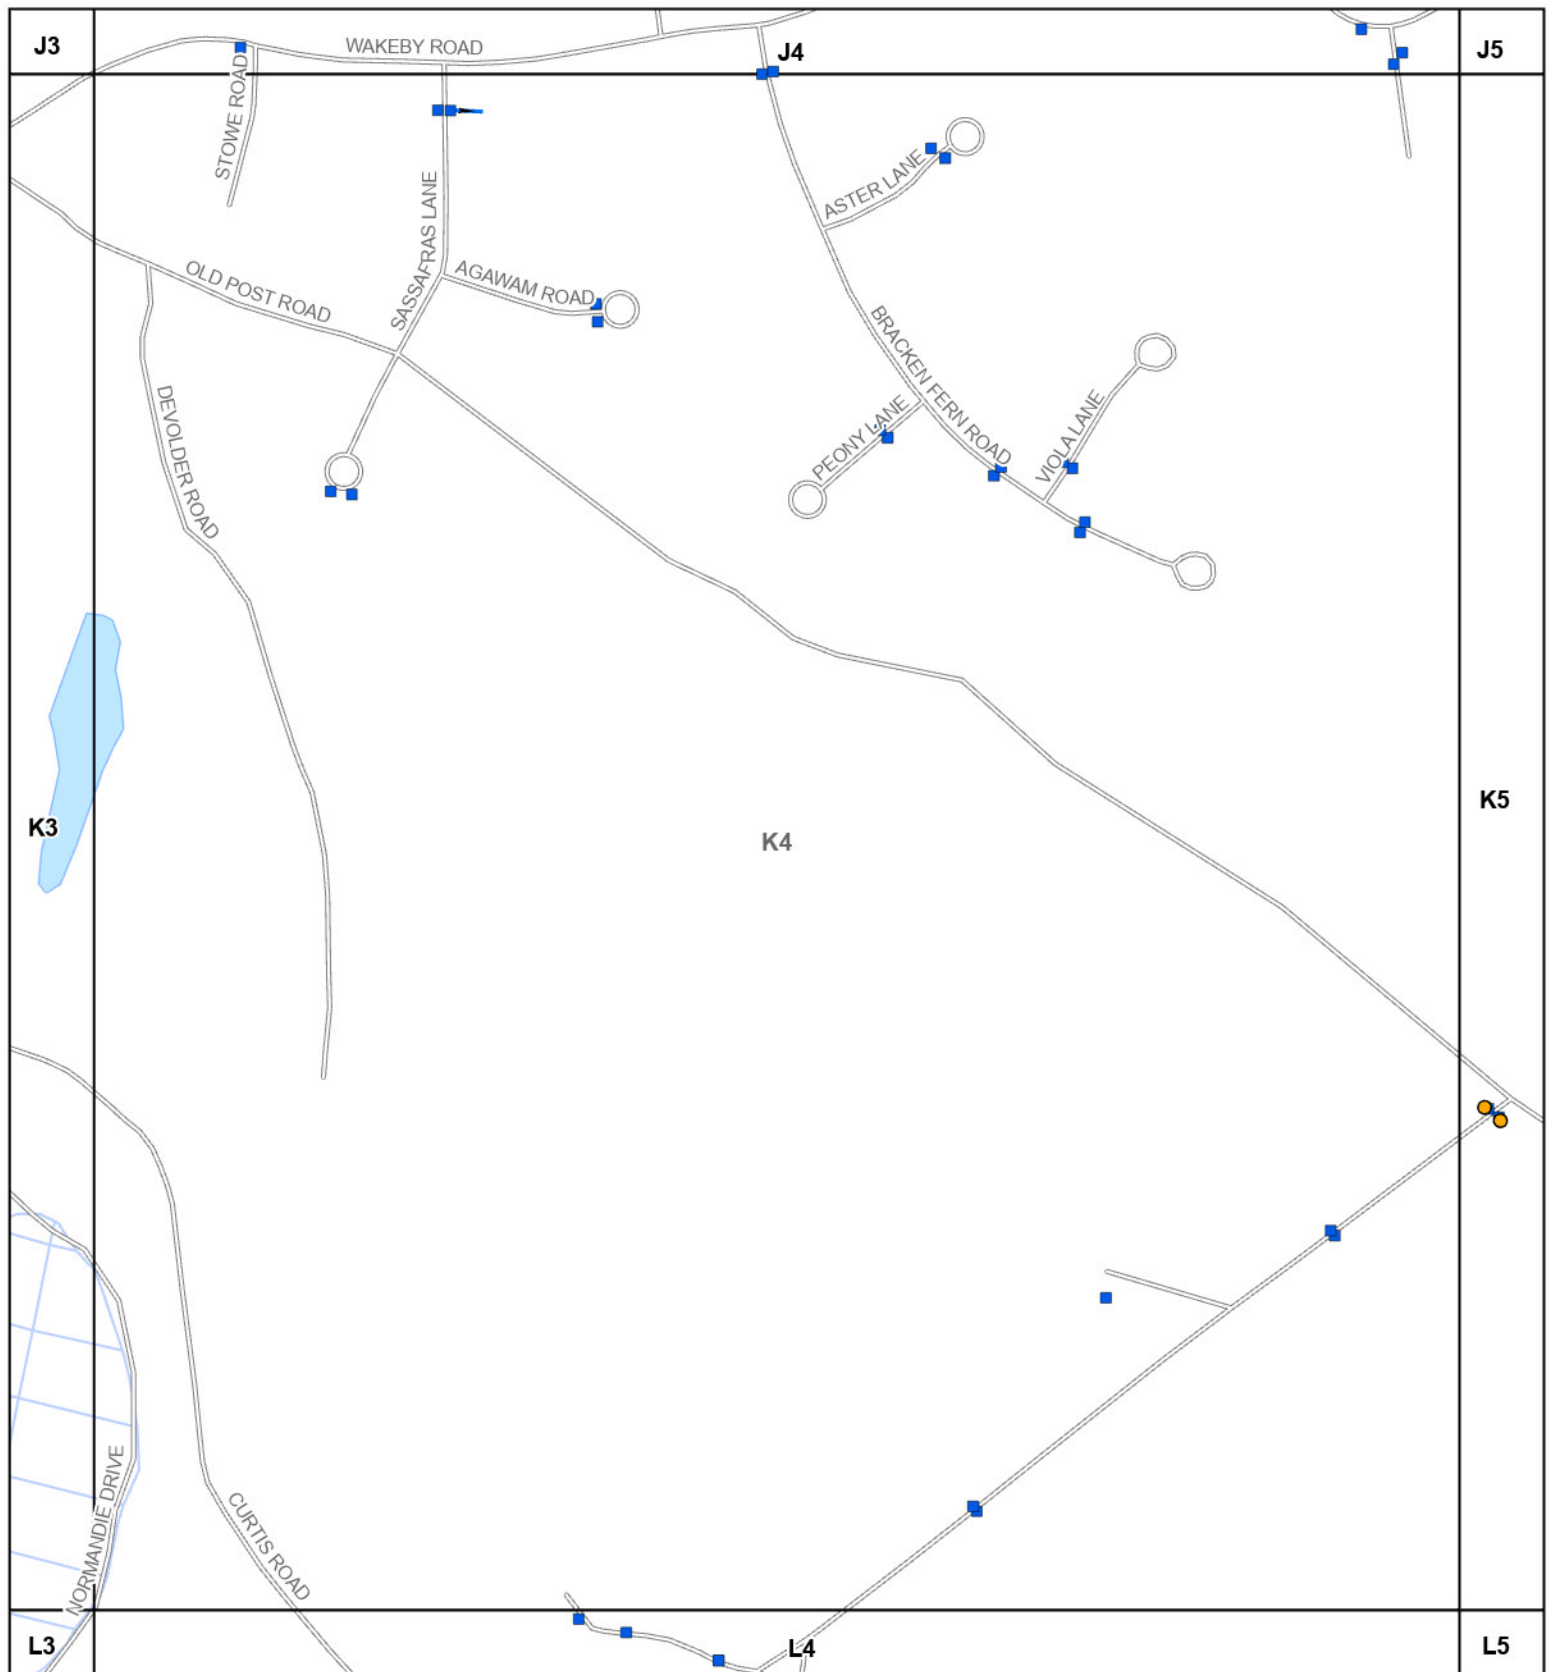 J3
WAKEBY ROAD
J4
J5
STOWE ROAD
ASTER LANE
SASSAFRAS LANE
AGAWAM ROAD
OLD POST ROAD
BRACKEN FERN ROAD
DEVOLDER ROAD
PEONY LANE
VIOLA LANE
K3
K4
K5
NORMANDIE DRIVE
CURTIS ROAD
L3
L4
L5